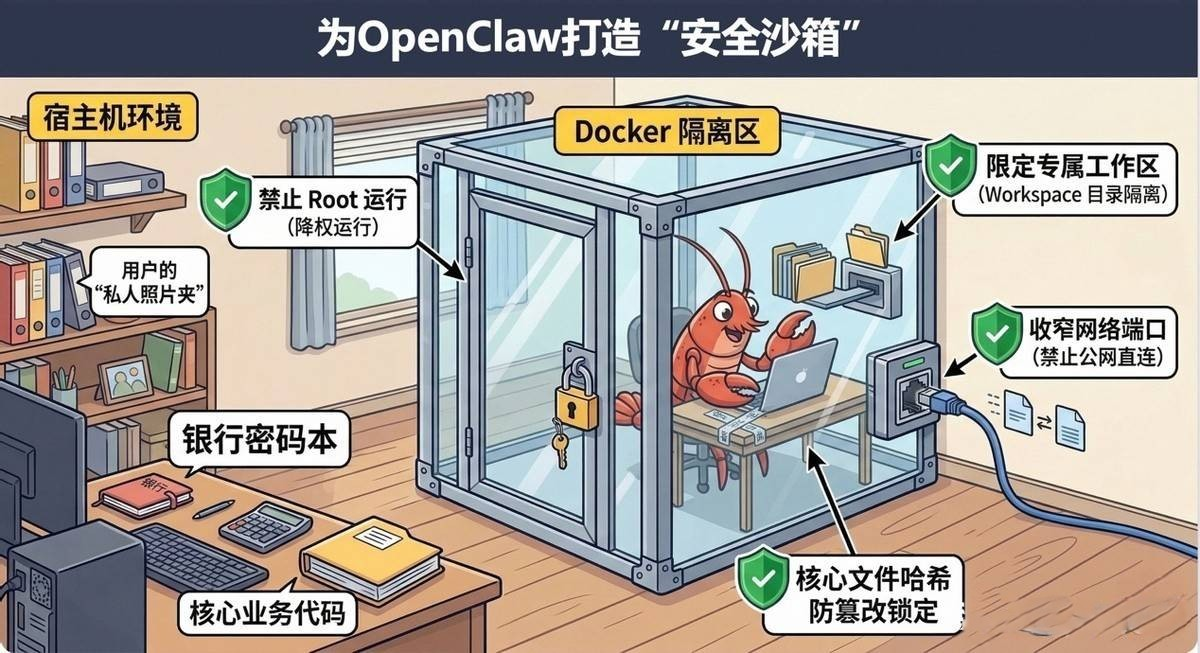 为OpenClaw打造“安全沙箱”
宿主机环境
Docker 隔离区
禁止 Root 运行
（降权运行）
限定专属工作区
（Workspace 目录隔离）
用户的
“私人照片夹”
收窄网络端口
（禁止公网直连）
银行密码本
银行
核心业务代码
核心文件哈希
防篡改锁定